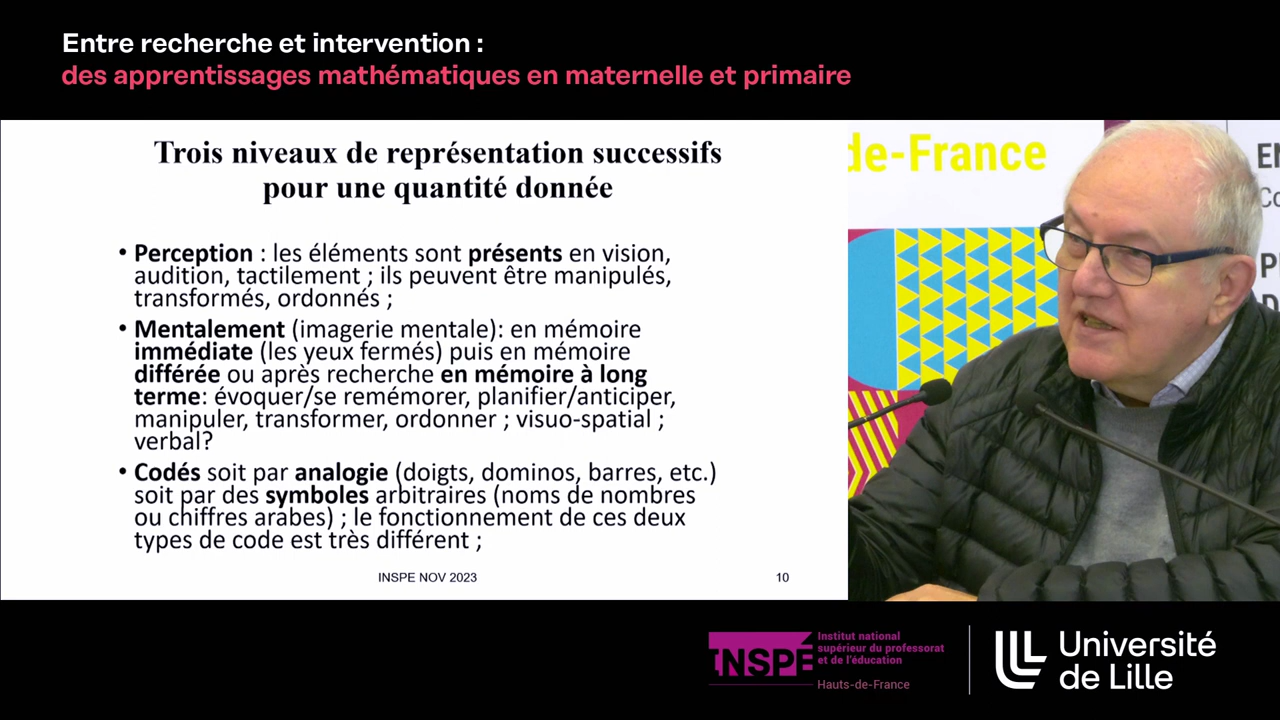 Entre recherche et intervention :
des apprentissages mathématiques en maternelle et primaire
Trois niveaux de représentation successifs
pour une quantité donnée
• Perception : les éléments sont présents en vision,
audition, tactilement ; ils peuvent être manipulés,
transformés, ordonnés ;
• Mentalement (imagerie mentale): en mémoire
immédiate (les yeux fermés) puis en mémoire
différée ou après recherche en mémoire à long
terme: évoquer/se remémorer, planifier/anticiper,
manipuler, transformer, ordonner ; visuo-spatial ;
verbal?
• Codés soit par analogie (doigts, dominos, barres, etc.)
soit par des symboles arbitraires (noms de nombres
ou chiffres arabes) ; le fonctionnement de ces deux
types de code est très différent ;
INSPE NOV 2023
10
de-France
INSPÉ
Institut national
supérieur du professorat
et de l'éducation
Hauts-de-France
Université
de Lille